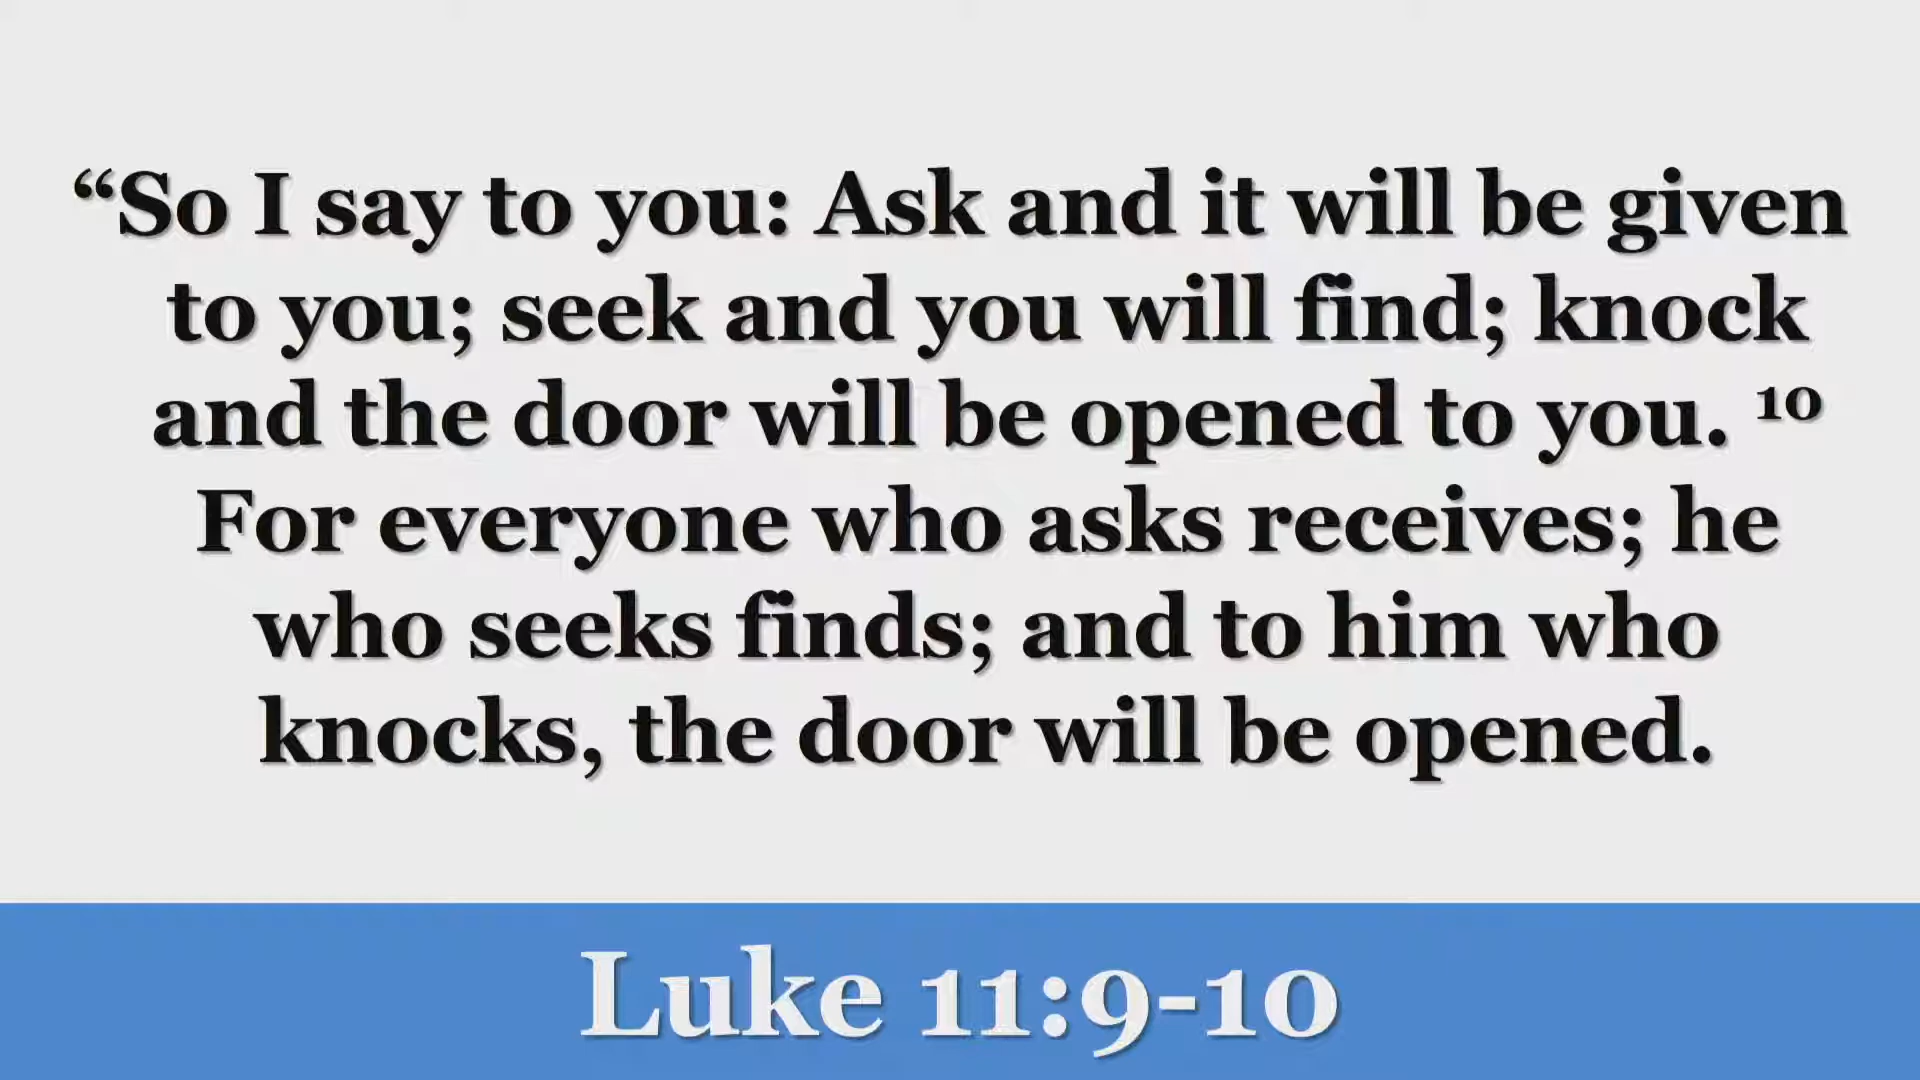 “So I say to you: Ask and it will be given
to you; seek and you will find; knock
and the door will be opened to you. 10
For everyone who asks receives; he
who seeks finds; and to him who
knocks, the door will be opened.
Luke 11:9-10